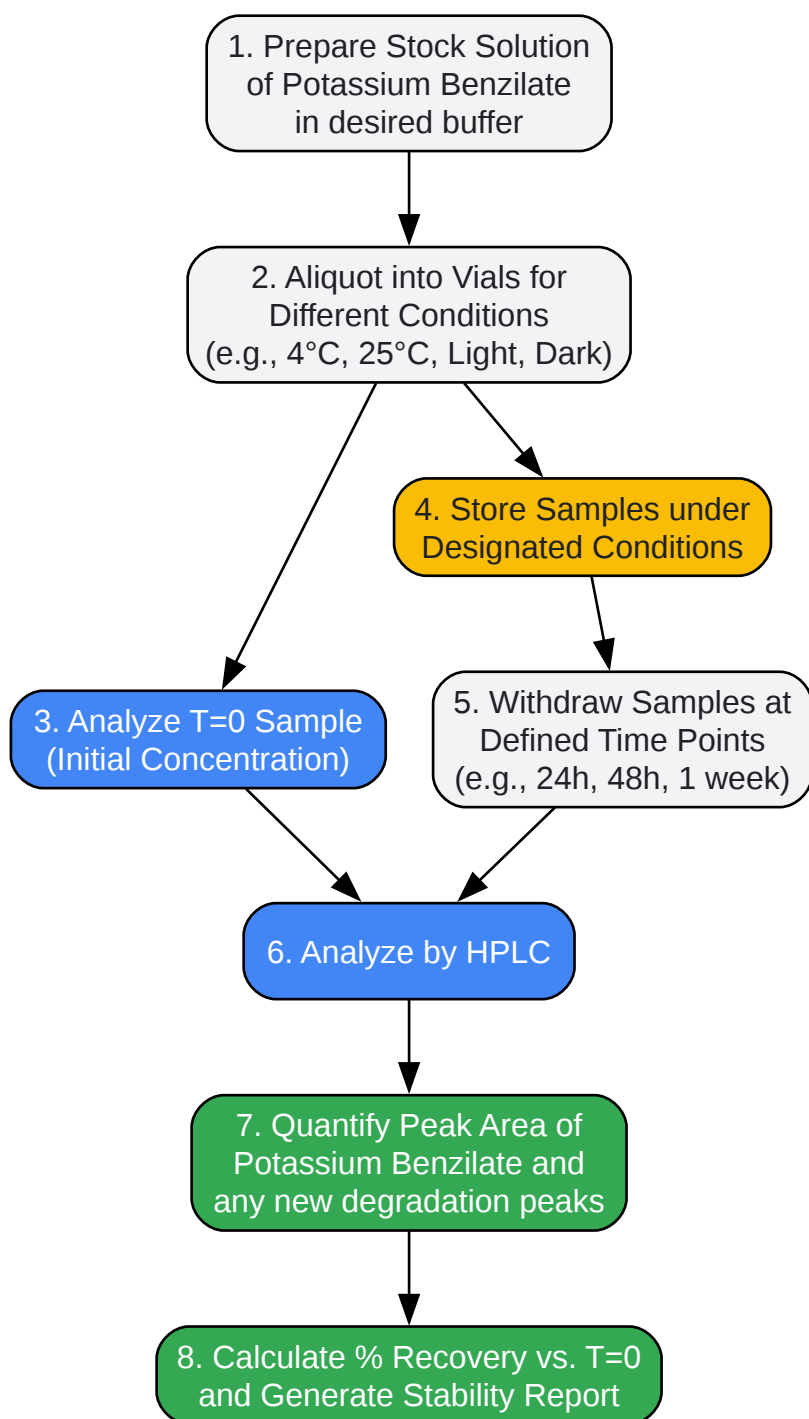 1. Prepare Stock Solution
of Potassium Benzilate
in desired buffer
2. Aliquot into Vials for
Different Conditions
(e.g., 4°C, 25°C, Light, Dark)
4. Store Samples under
Designated Conditions
3. Analyze T=0 Sample
(Initial Concentration)
5. Withdraw Samples at
Defined Time Points
(e.g., 24h, 48h, 1 week)
6. Analyze by HPLC
7. Quantify Peak Area of
Potassium Benzilate and
any new degradation peaks
8. Calculate % Recovery vs. T=0
and Generate Stability Report